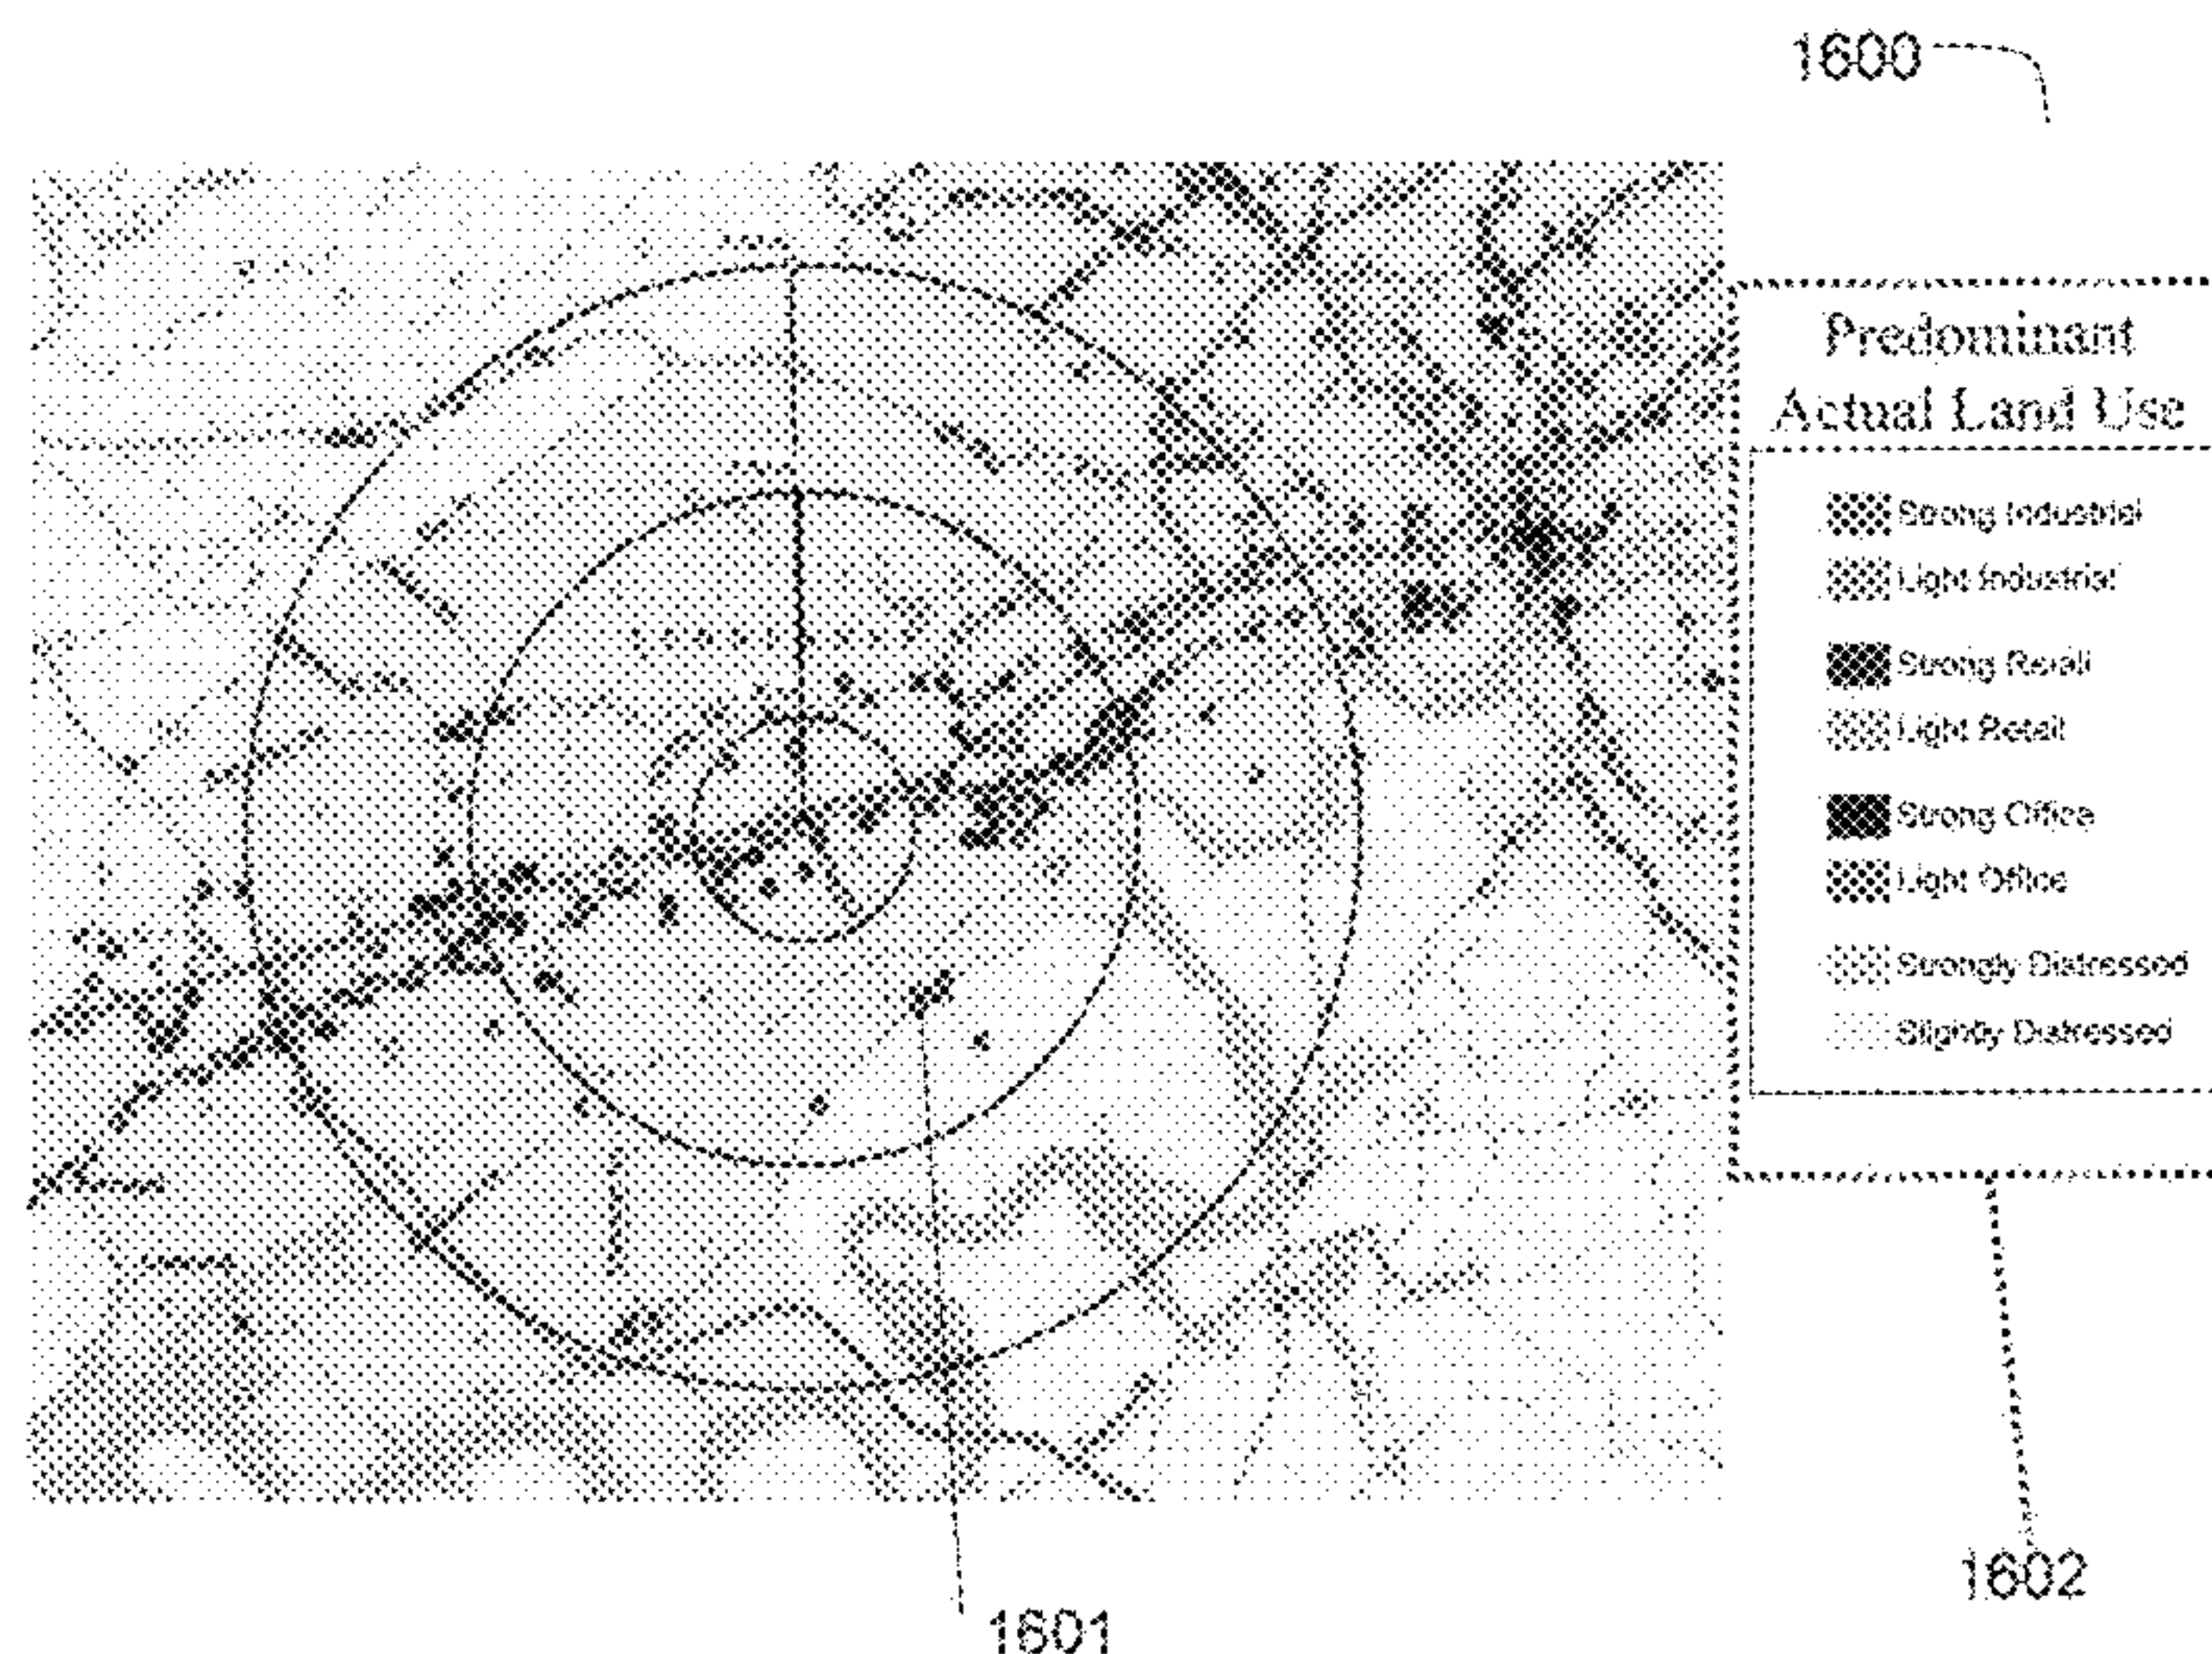 1600
Predominant
Actual Land Use
Strong Industrial
Light Industrial
Strong Retail
Light Retail
Strong Office
Light Office
Strongly Distressed
Slightly Distressed
1602
1601